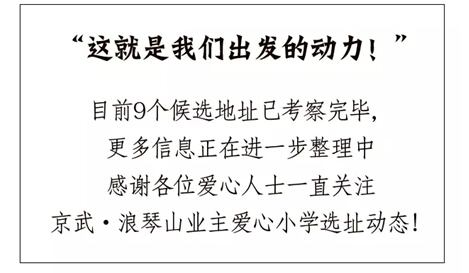 “这就是我们出发的动力！”
目前9个候选地址已考察完毕，
更多信息正在进一步整理中
感谢各位爱心人士一直关注
京武·浪琴山业主爱心小学选址动态！